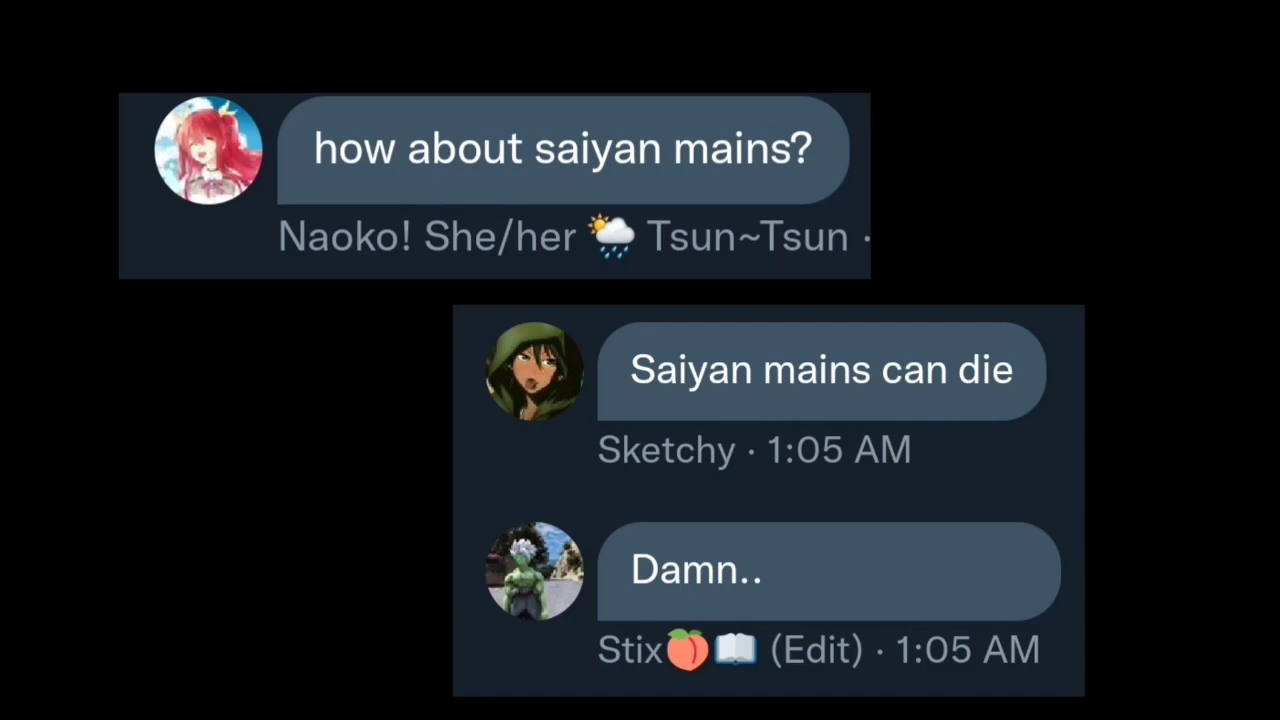 how about saiyan mains?
Naoko! She/her 🌦️ Tsun~Tsun ·
Saiyan mains can die
Sketchy · 1:05 AM
Damn..
Stix🍑📖 (Edit) · 1:05 AM